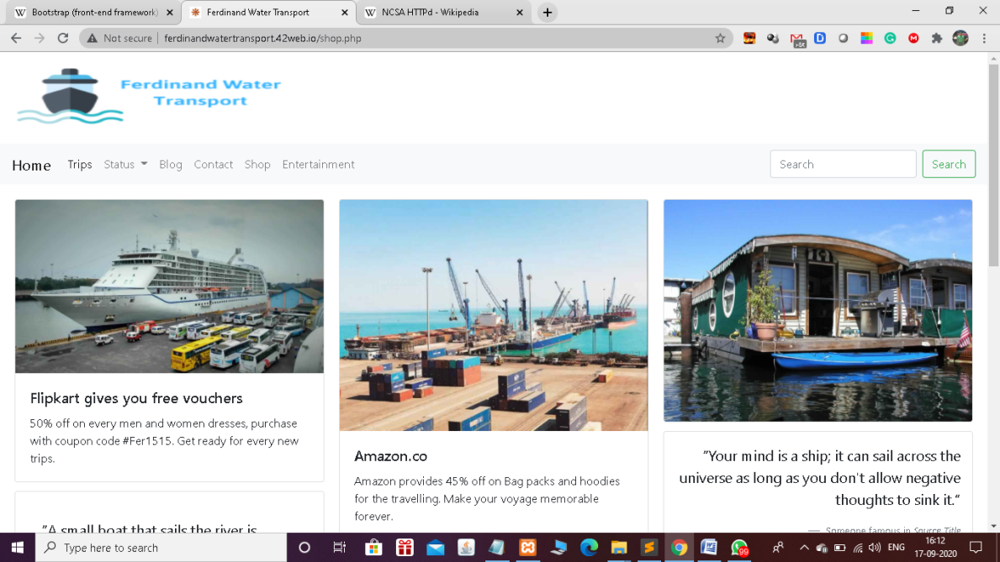 Bootstrap (front-end framework)
Ferdinand Water Transport
NCSA HTTPd - Wikipedia
Not secure
ferdinandwatertransport.42web.io/shop.php
Ferdinand Water
Transport
Home Trips Status Blog Contact Shop Entertainment Search Search
Flipkart gives you free vouchers
50% off on every men and women dresses, purchase
with coupon code #Fer1515. Get ready for every new
trips.
"A small boat that sails the river is
Amazon.co
Amazon provides 45% off on Bag packs and hoodies
for the travelling. Make your voyage memorable
forever.
"Your mind is a ship; it can sail across the
universe as long as you don't allow negative
thoughts to sink it."
— Someone famous in Source Title
Type here to search
99
ENG
16:12
17-09-2020